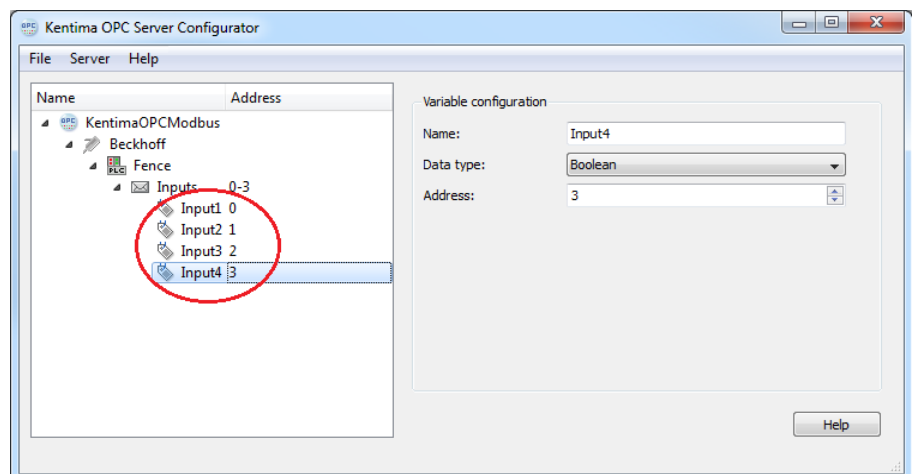 Kentima OPC Server Configurator
File Server Help
Name Address
KentimaOPCModbus
Beckhoff
Fence
Inputs 0-3
Input1 0
Input2 1
Input3 2
Input4 3
Variable configuration
Name: Input4
Data type: Boolean
Address: 3
Help